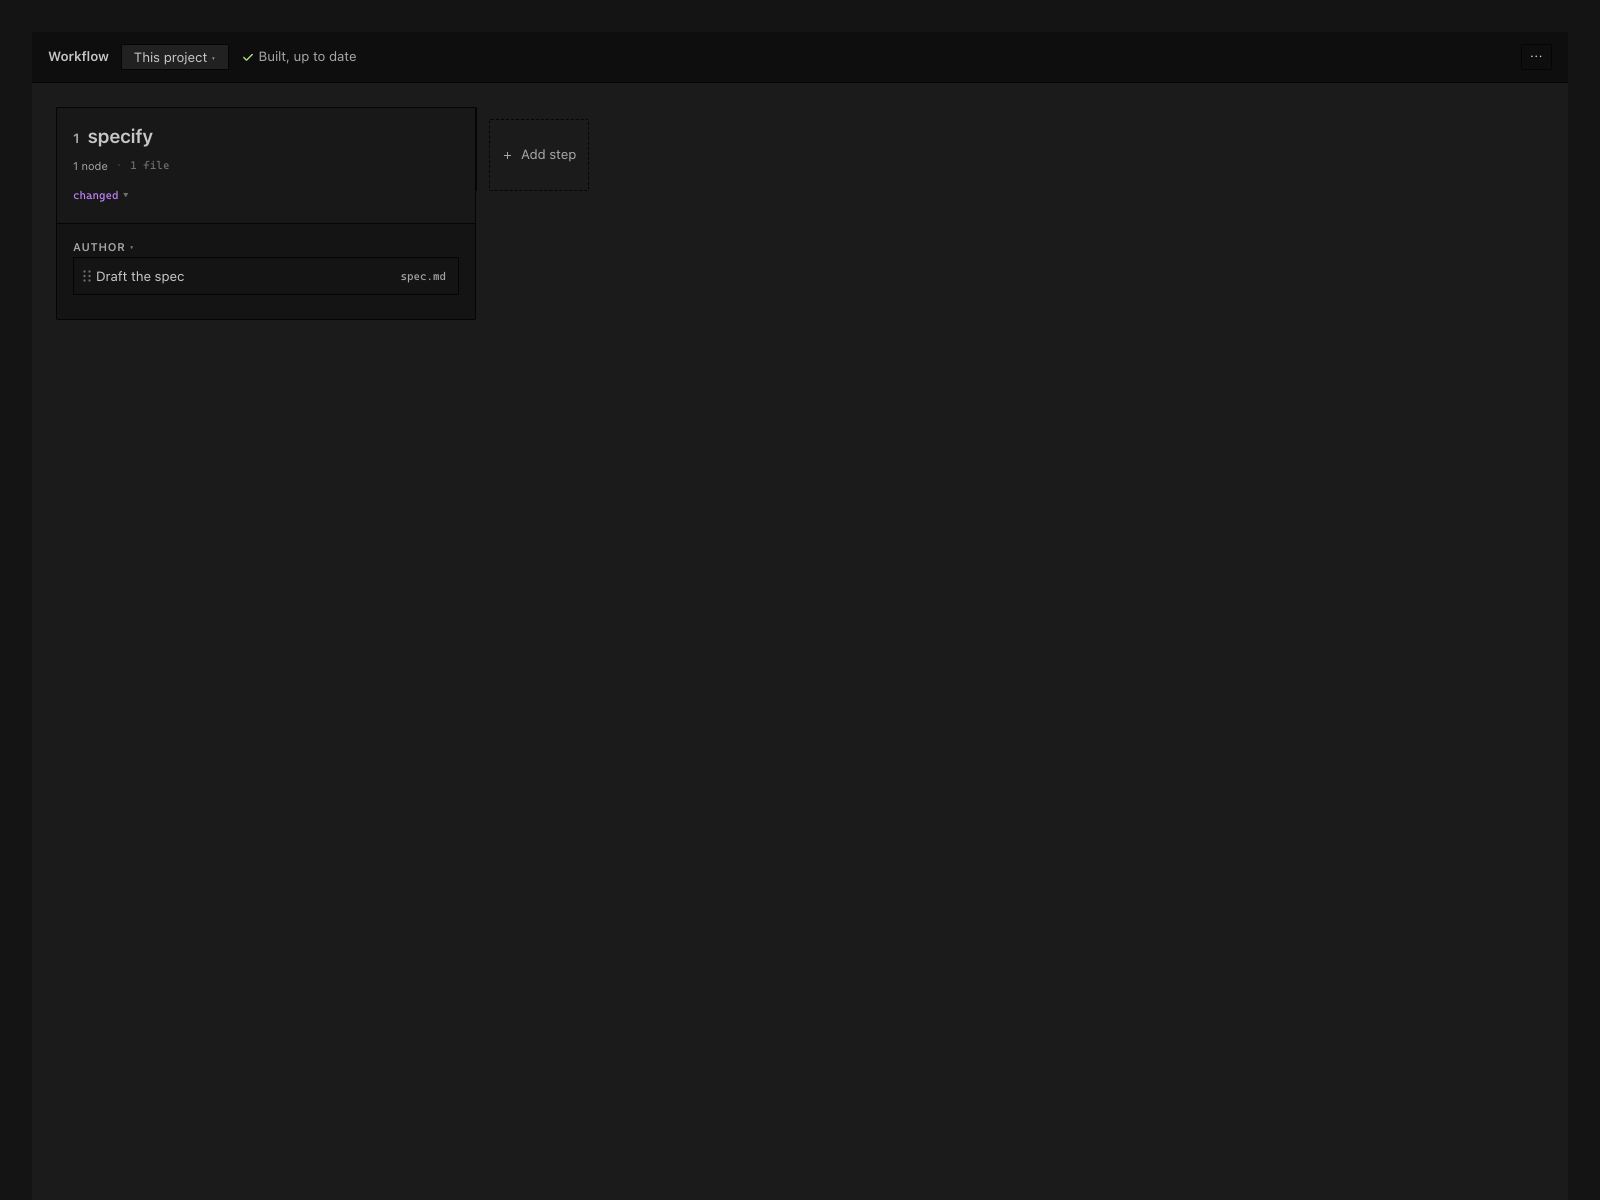 Workflow This project Built, up to date ...
1 specify
1 node · 1 file
changed
AUTHOR
Draft the spec spec.md
+ Add step